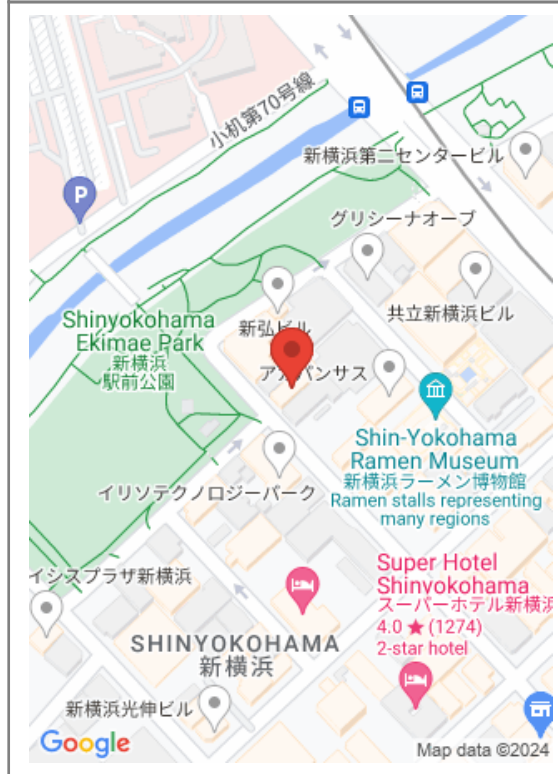 小机第70号線
新横浜第二センタービル
グリシーナオーブ
P
共立新横浜ビル
Shinyokohama
Ekimae Park
新横浜
駅前公園
新弘ビル
Shin-Yokohama
Ramen Museum
新横浜ラーメン博物館
Ramen stalls representing
many regions
イリソテクノロジーパーク
イシスプラザ新横浜
Super Hotel
Shinyokohama
スーパーホテル新横浜
4.0 ★ (1274)
2-star hotel
SHINYOKOHAMA
新横浜
新横浜光伸ビル
Google
Map data ©2024